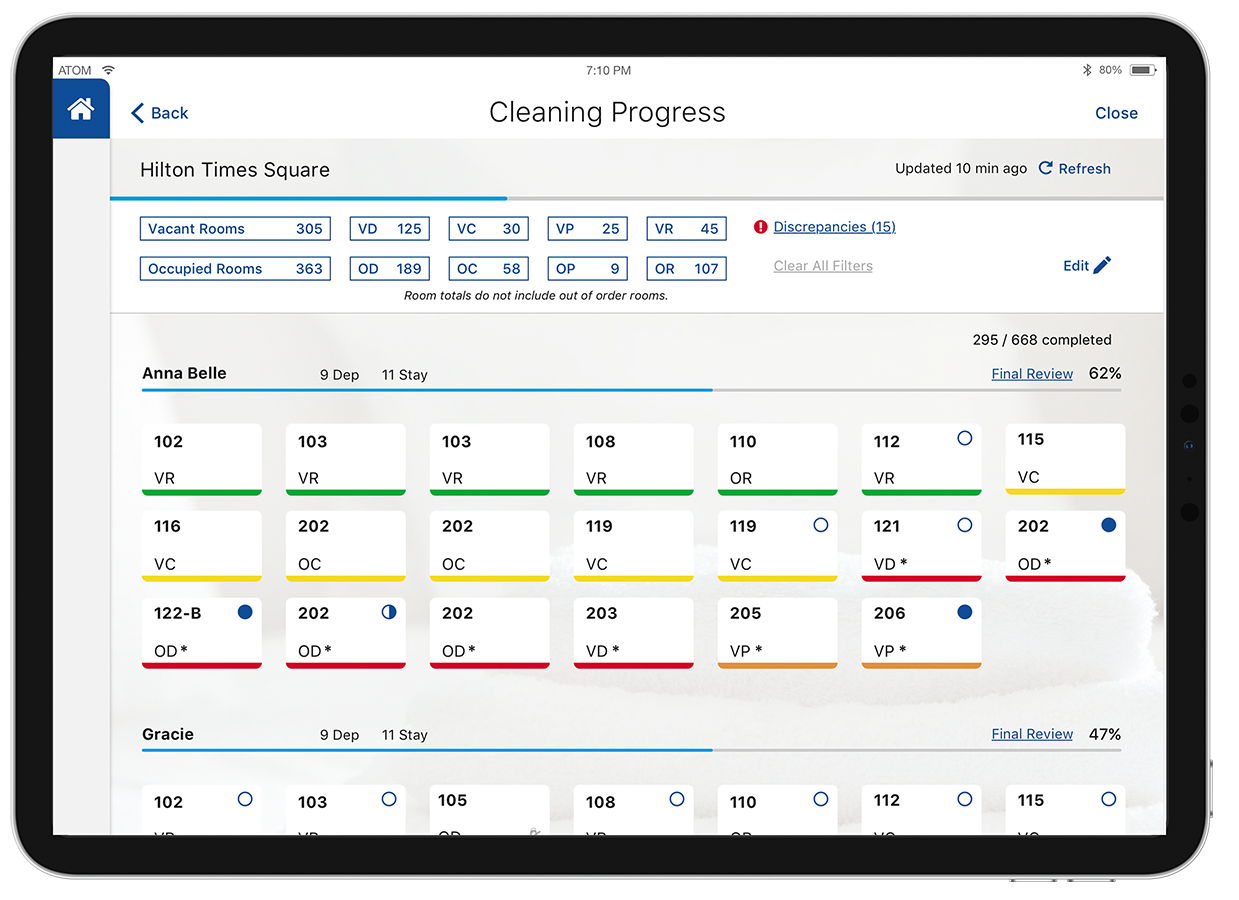 ATOM 7:10 PM 80%
Back Cleaning Progress Close
Hilton Times Square Updated 10 min ago Refresh
Vacant Rooms 305 VD 125 VC 30 VP 25 VR 45 Discrepancies (15)
Occupied Rooms 363 OD 189 OC 58 OP 9 OR 107 Clear All Filters Edit
Room totals do not include out of order rooms.
295 / 668 completed
Anna Belle 9 Dep 11 Stay Final Review 62%
102 103 103 108 110 112 115
VR VR VR VR OR VR VC
116 202 202 119 119 121 202
VC OC OC VC VC VD * OD *
122-B 202 202 203 205 206
OD * OD * OD * VD * VP * VP *
Gracie 9 Dep 11 Stay Final Review 47%
102 103 105 108 110 112 115